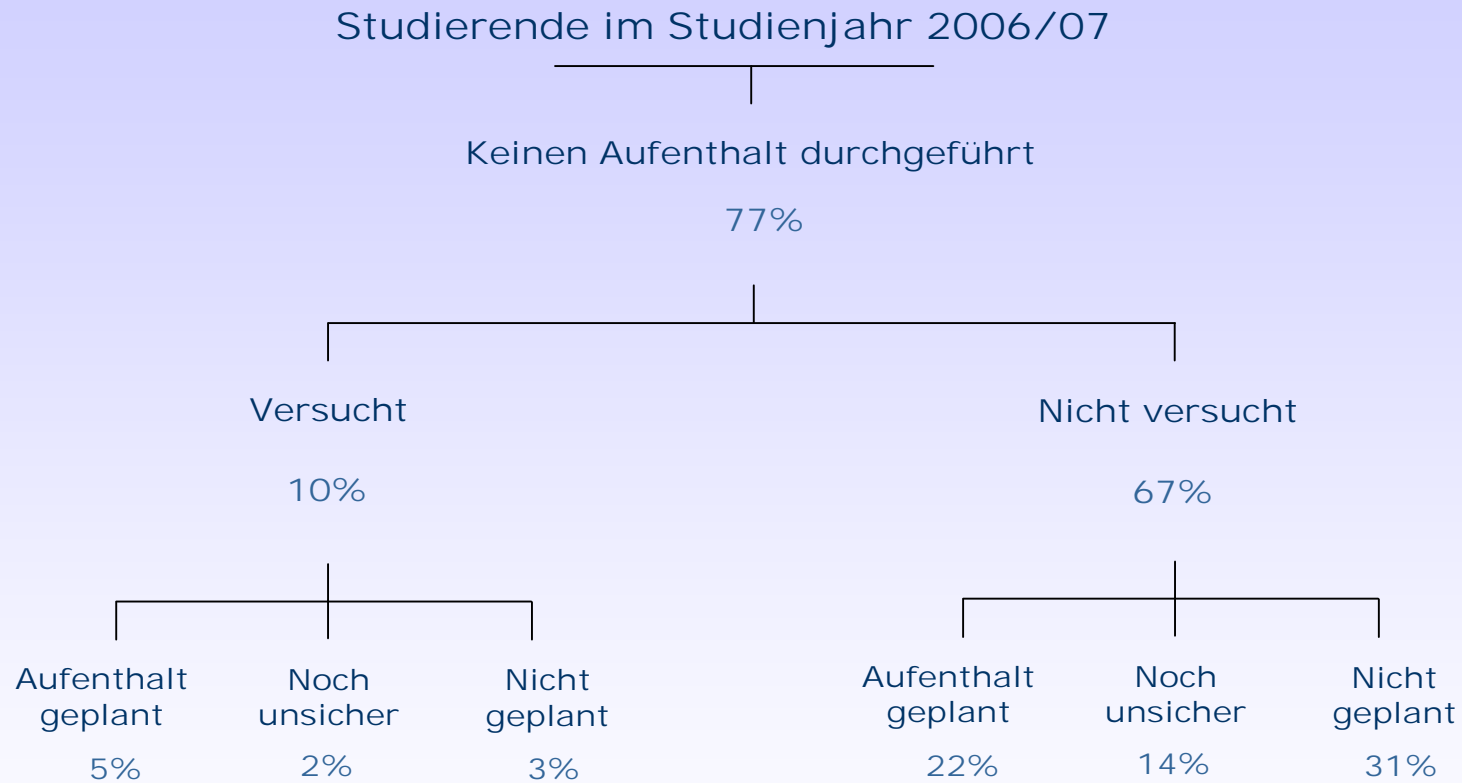 Studierende im Studienjahr 2006/07
Keinen Aufenthalt durchgeführt
77%
Versucht
Nicht versucht
10%
67%
Aufenthalt geplant
Noch unsicher
Nicht geplant
Aufenthalt geplant
Noch unsicher
Nicht geplant
5%
2%
3%
22%
14%
31%